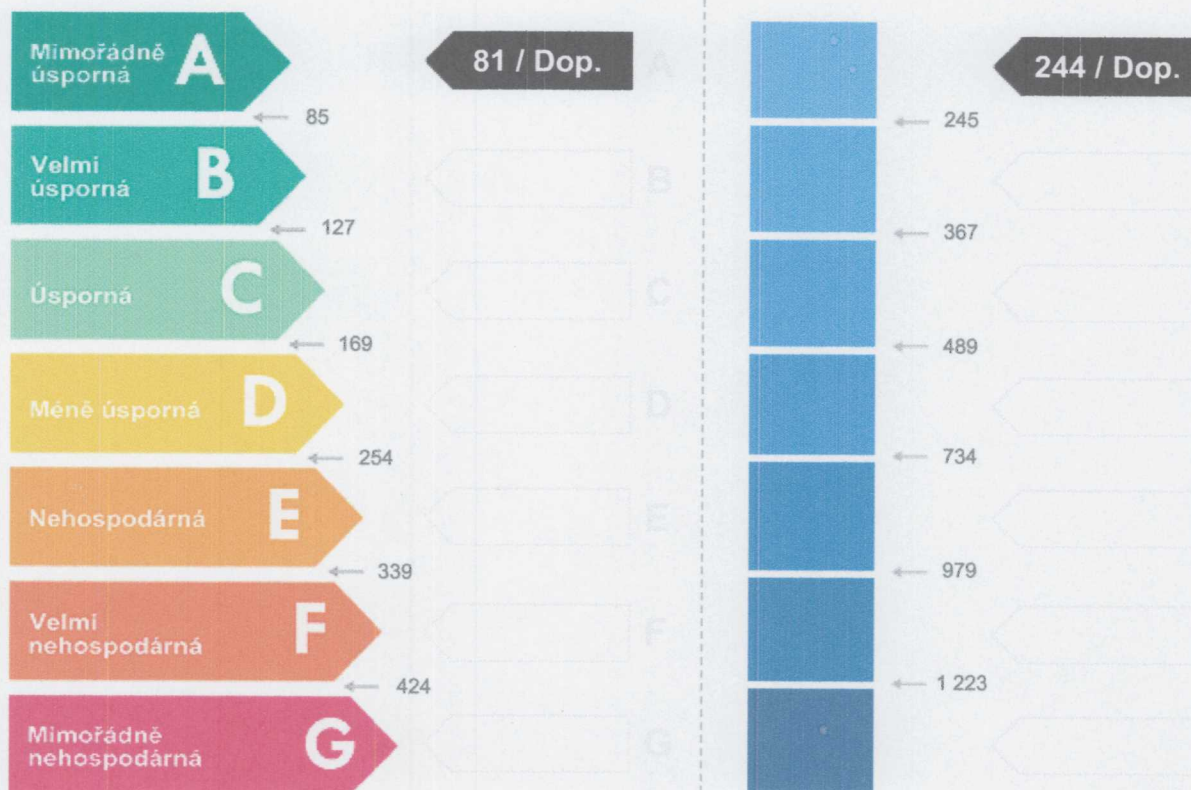 Mimořádně
úsporná
A
81 / Dop.
244 / Dop.
85
245
Velmi
úsporná
B
127
367
Úsporná
C
169
489
Méně úsporná
D
254
734
Nehospodárná
E
339
979
Velmi
nehospodárná
F
424
1 223
Mimořádně
nehospodárná
G
A
B
C
D
E
F
G